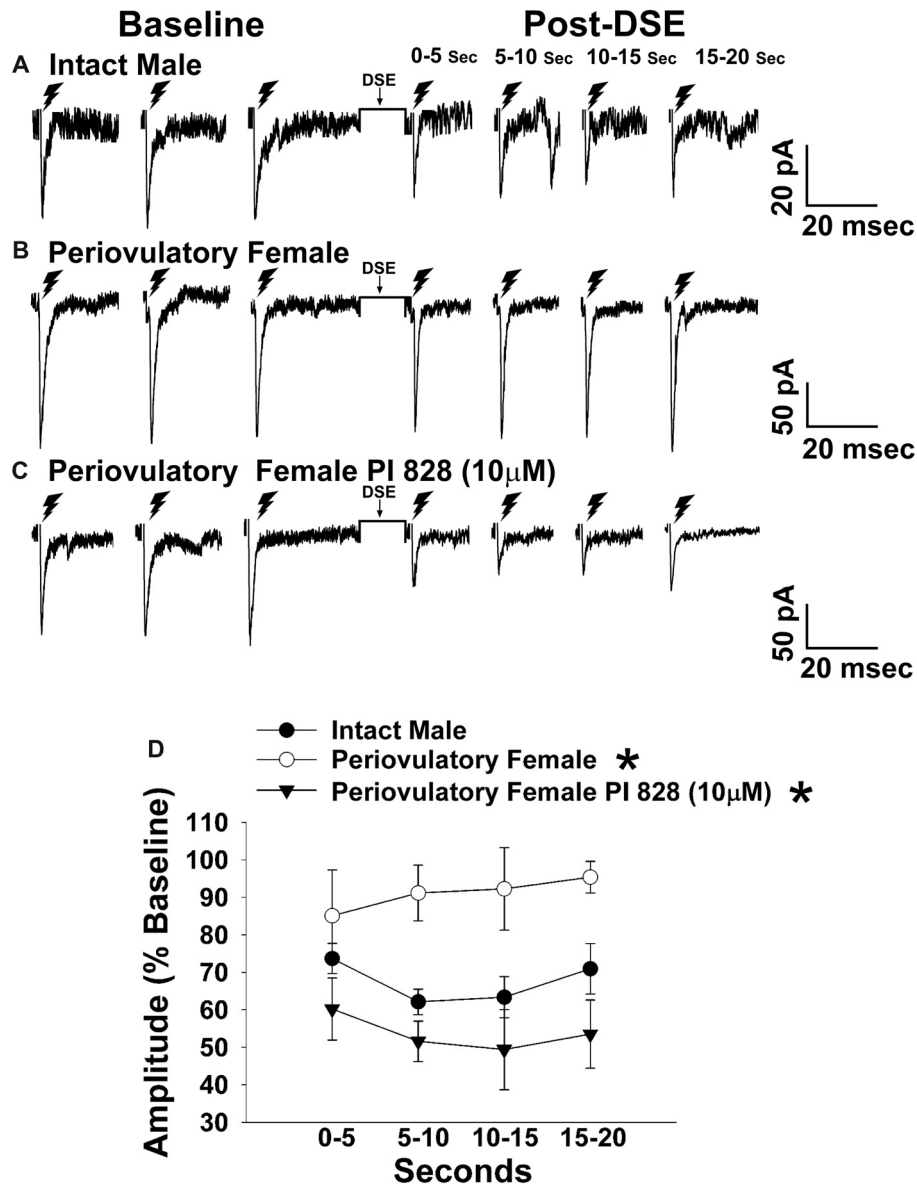 Baseline
Post-DSE
0-5 Sec 5-10 Sec 10-15 Sec 15-20 Sec
A Intact Male
DSE
20 pA
20 msec
B Periovulatory Female
DSE
50 pA
20 msec
C Periovulatory Female PI 828 (10μM)
DSE
50 pA
20 msec
D
Intact Male
Periovulatory Female *
Periovulatory Female PI 828 (10μM) *
Amplitude (% Baseline)
110
100
90
80
70
60
50
40
30
0-5 5-10 10-15 15-20
Seconds